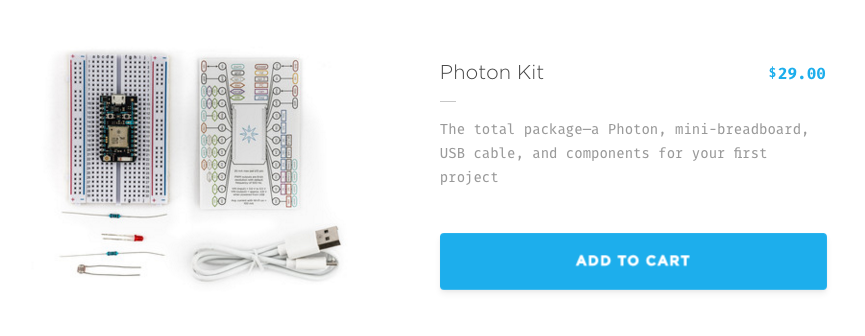 Photon Kit
$29.00
The total package—a Photon, mini-breadboard,
USB cable, and components for your first
project
ADD TO CART